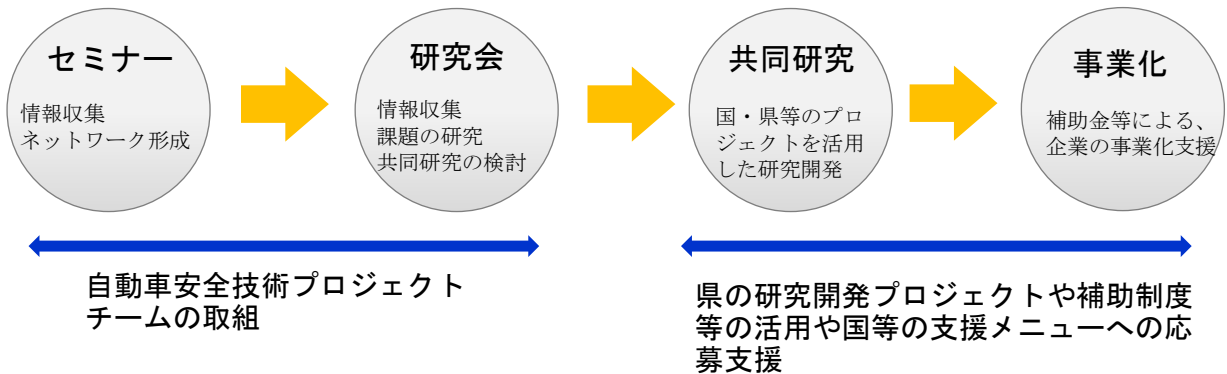 セミナー
情報収集
ネットワーク形成
研究会
情報収集
課題の研究
共同研究の検討
共同研究
国・県等のプロ
ジェクトを活用
した研究開発
事業化
補助金等による、
企業の事業化支援
自動車安全技術プロジェクト
チームの取組
県の研究開発プロジェクトや補助制度
等の活用や国等の支援メニューへの応
募支援